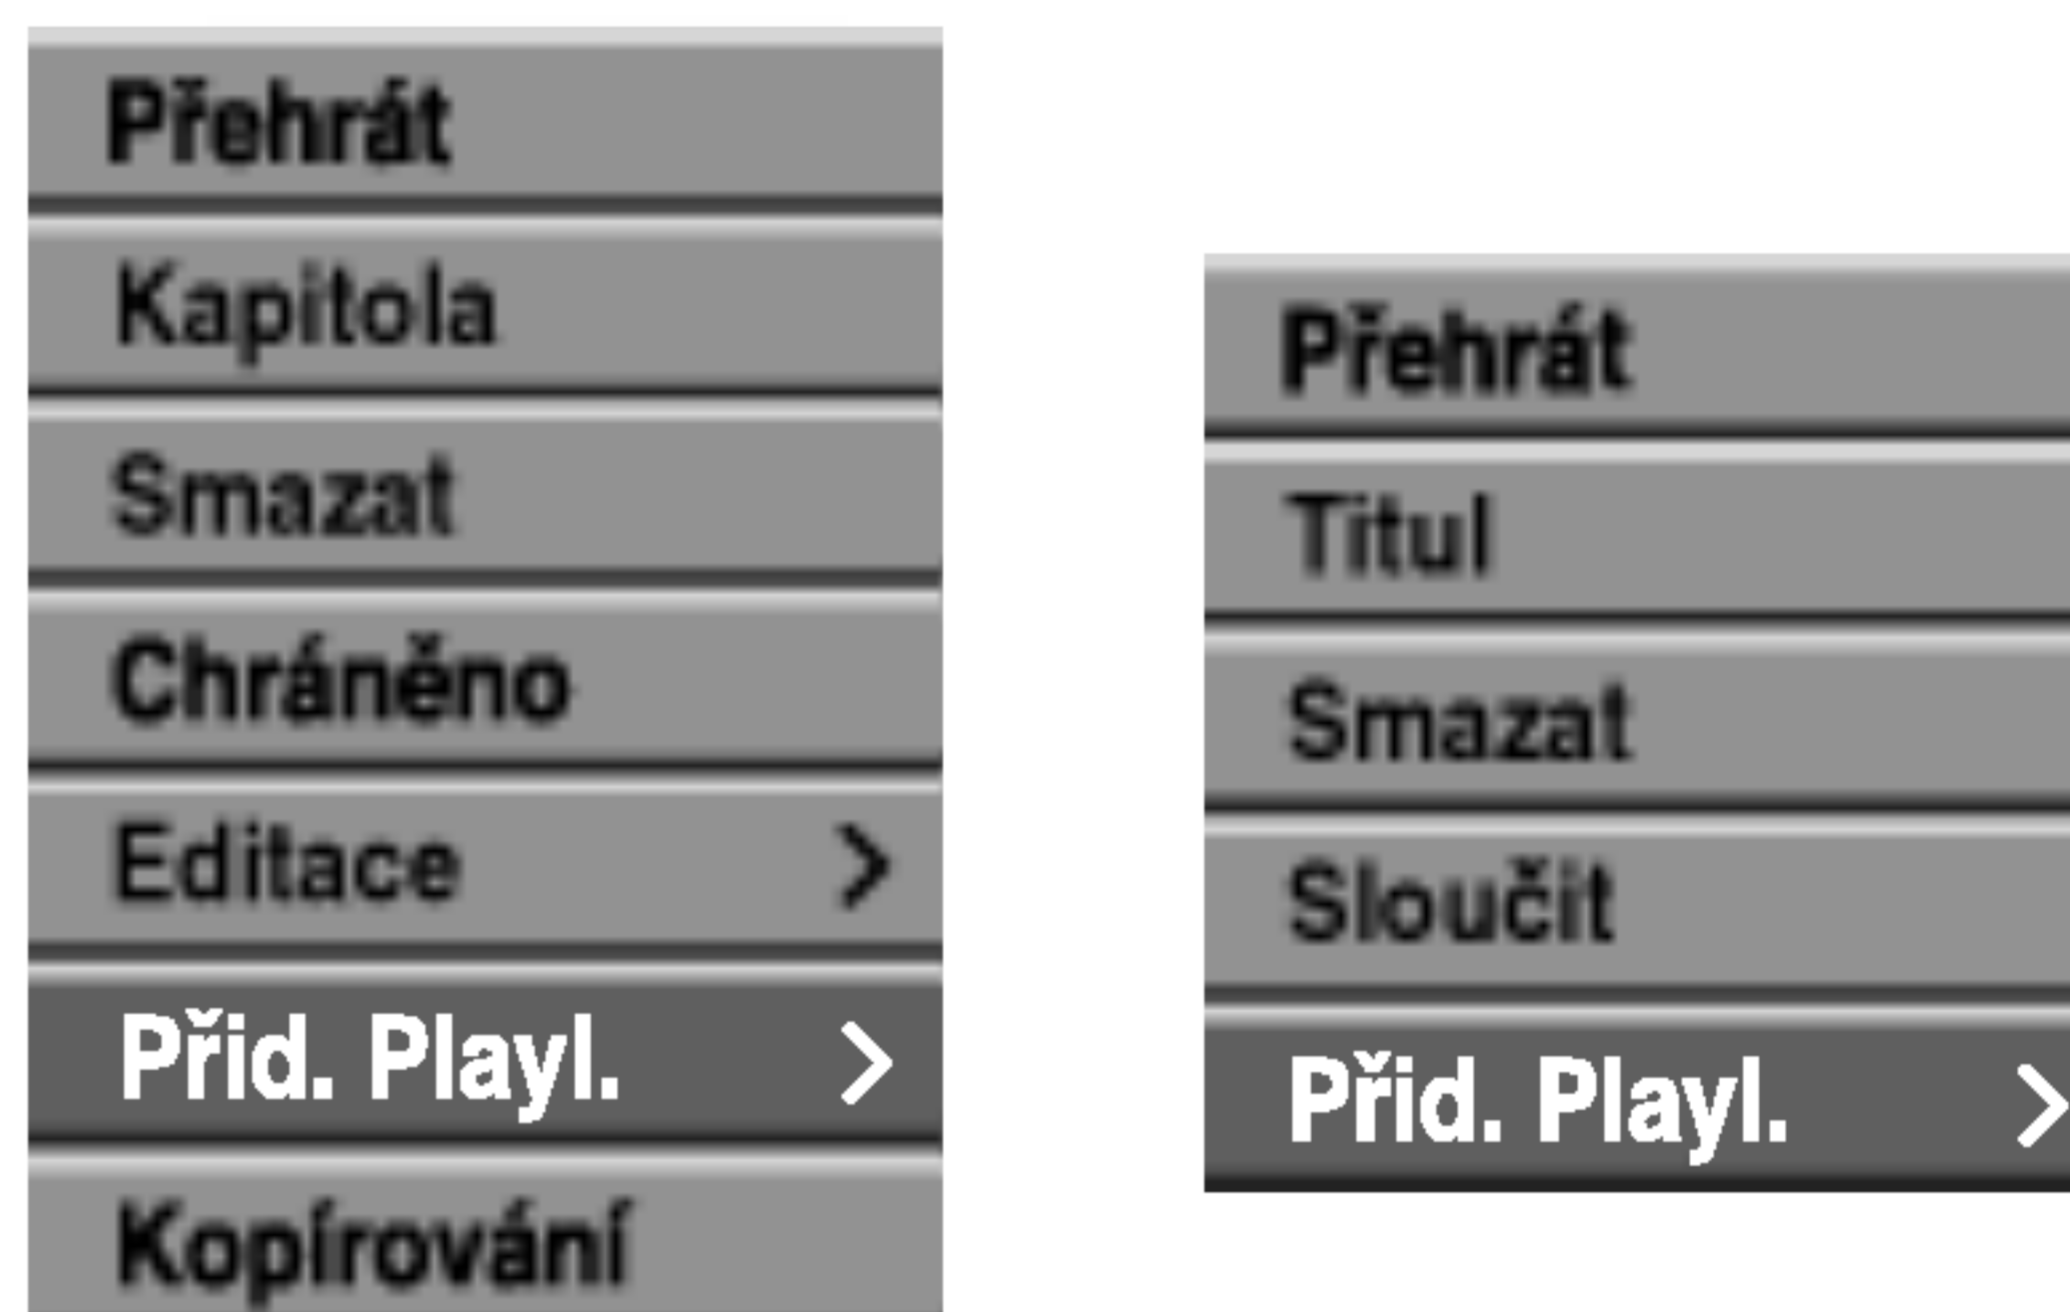 Přehrát
Kapitola
Smazat
Chráněno
Editace >
Přid. Playl. >
Kopírování
Přehrát
Titul
Smazat
Sloučit
Přid. Playl. >